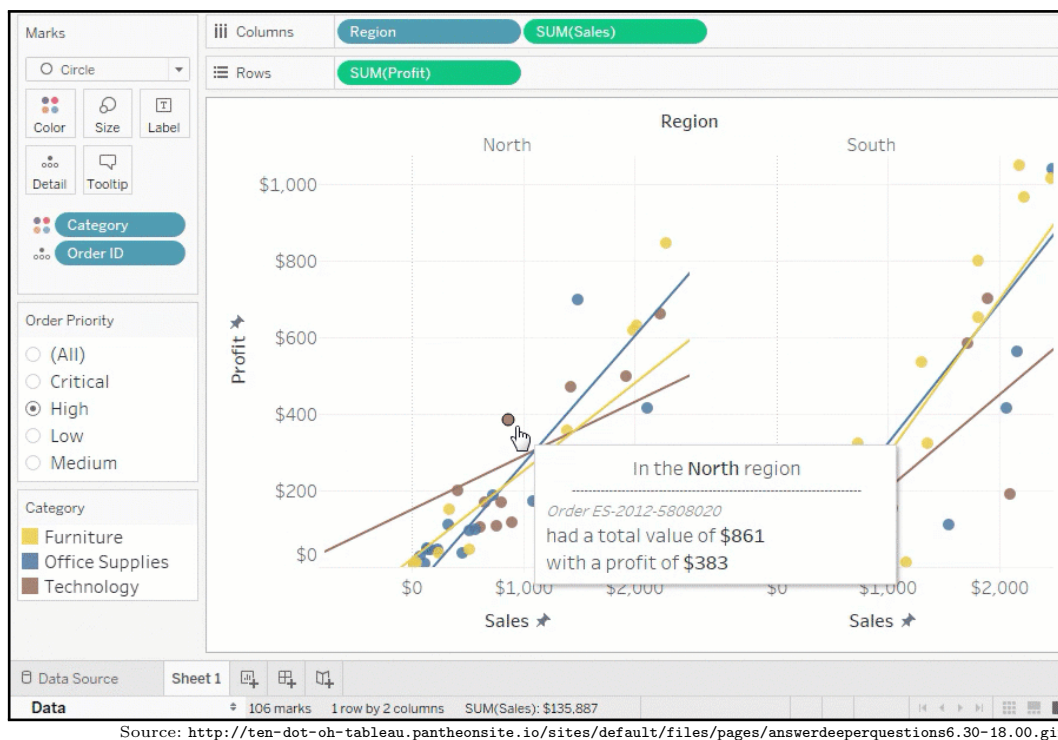 Marks
Circle
Color
Size
Label
Detail
Tooltip
Category
Order ID
Order Priority
(All)
Critical
High
Low
Medium
Category
Furniture
Office Supplies
Technology
Columns
Region
SUM(Sales)
Rows
SUM(Profit)
Region
North
South
Profit
$1,000
$800
$600
$400
$200
$0
In the North region
Order ES-2012-5808020
had a total value of $861
with a profit of $383
$0
$1,000
$2,000
$0
$1,000
$2,000
Sales
Sales
Data Source
Sheet 1
Data
106 marks
1 row by 2 columns
SUM(Sales): $135,887
Source: http://ten-dot-oh-tableau.pantheonsite.io/sites/default/files/pages/answerdeeperquestions6.30-18.00.gi